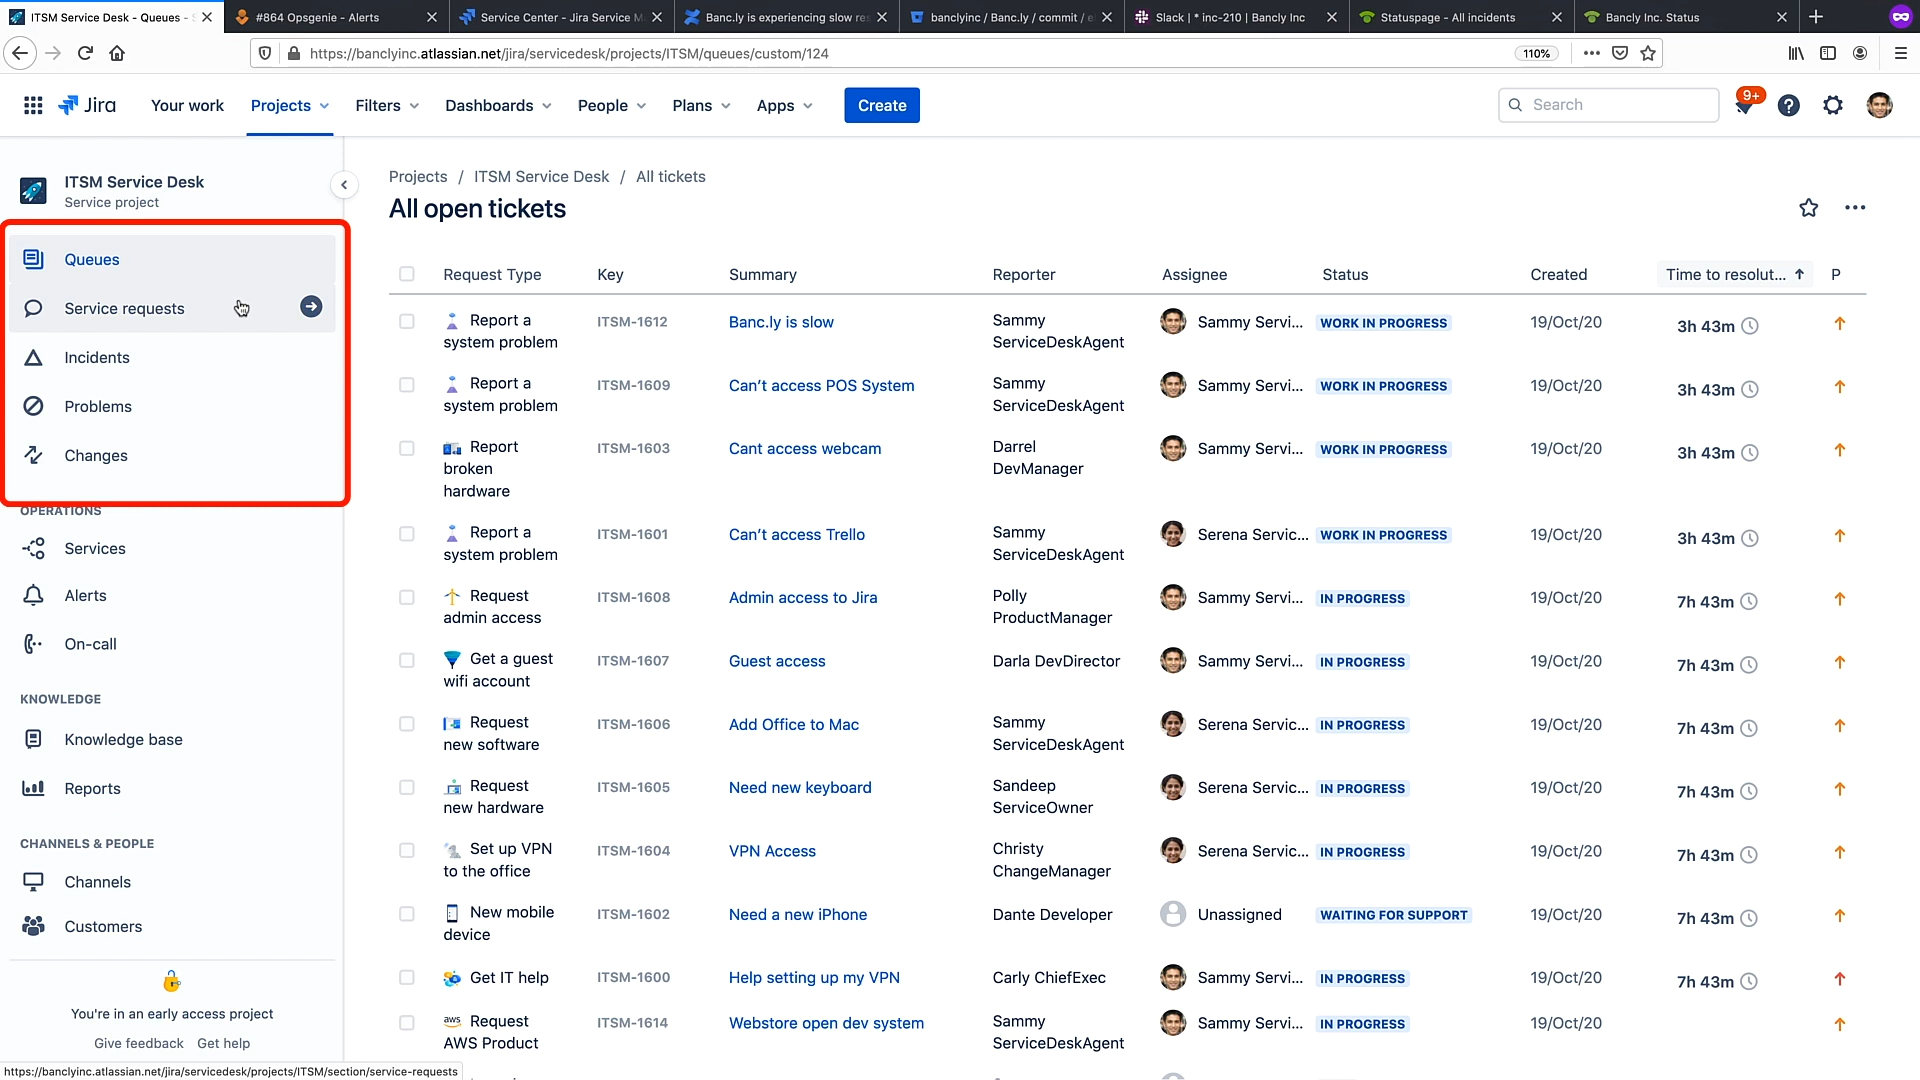 ITSM Service Desk - Queues - S
#864 Opsgenie - Alerts
Service Center - Jira Service M
Banc.ly is experiencing slow res
banclyinc / Banc.ly / commit / e
Slack | * inc-210 | Bancly Inc
Statuspage - All incidents
Bancly Inc. Status
https://banclyinc.atlassian.net/jira/servicedesk/projects/ITSM/queues/custom/124
110%
Jira
Your work
Projects
Filters
Dashboards
People
Plans
Apps
Create
Search
9+
ITSM Service Desk
Service project
Queues
Service requests
Incidents
Problems
Changes
OPERATIONS
Services
Alerts
On-call
KNOWLEDGE
Knowledge base
Reports
CHANNELS & PEOPLE
Channels
Customers
You're in an early access project
Give feedback Get help
https://banclyinc.atlassian.net/jira/servicedesk/projects/ITSM/section/service-requests
Projects / ITSM Service Desk / All tickets
All open tickets
Request Type Key Summary Reporter Assignee Status Created Time to resolut... P
Report a system problem ITSM-1612 Banc.ly is slow Sammy ServiceDeskAgent Sammy Servi... WORK IN PROGRESS 19/Oct/20 3h 43m
Report a system problem ITSM-1609 Can't access POS System Sammy ServiceDeskAgent Sammy Servi... WORK IN PROGRESS 19/Oct/20 3h 43m
Report broken hardware ITSM-1603 Cant access webcam Darrel DevManager Sammy Servi... WORK IN PROGRESS 19/Oct/20 3h 43m
Report a system problem ITSM-1601 Can't access Trello Sammy ServiceDeskAgent Serena Servic... WORK IN PROGRESS 19/Oct/20 3h 43m
Request admin access ITSM-1608 Admin access to Jira Polly ProductManager Sammy Servi... IN PROGRESS 19/Oct/20 7h 43m
Get a guest wifi account ITSM-1607 Guest access Darla DevDirector Sammy Servi... IN PROGRESS 19/Oct/20 7h 43m
Request new software ITSM-1606 Add Office to Mac Sammy ServiceDeskAgent Serena Servic... IN PROGRESS 19/Oct/20 7h 43m
Request new hardware ITSM-1605 Need new keyboard Sandeep ServiceOwner Serena Servic... IN PROGRESS 19/Oct/20 7h 43m
Set up VPN to the office ITSM-1604 VPN Access Christy ChangeManager Serena Servic... IN PROGRESS 19/Oct/20 7h 43m
New mobile device ITSM-1602 Need a new iPhone Dante Developer Unassigned WAITING FOR SUPPORT 19/Oct/20 7h 43m
Get IT help ITSM-1600 Help setting up my VPN Carly ChiefExec Sammy Servi... IN PROGRESS 19/Oct/20 7h 43m
aws Request AWS Product ITSM-1614 Webstore open dev system Sammy ServiceDeskAgent Sammy Servi... IN PROGRESS 19/Oct/20